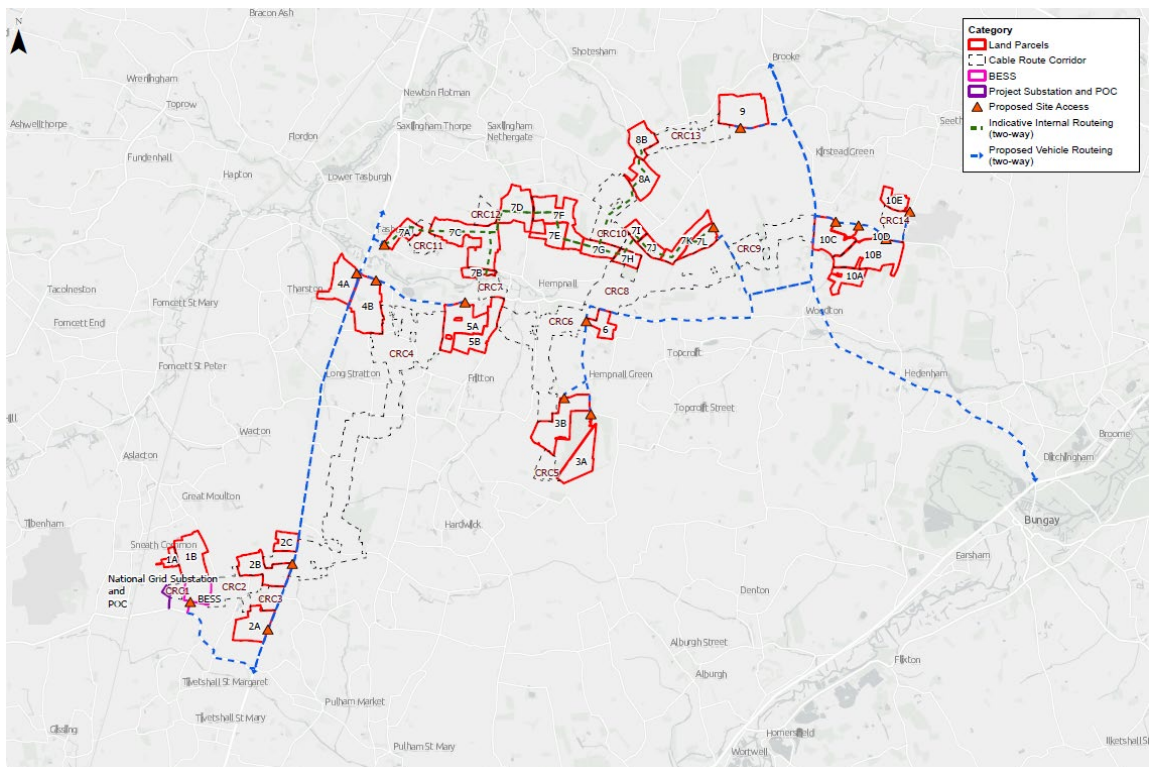 Bracon Ash
N
Category
Land Parcels
Cable Route Corridor
BESS
Project Substation and POC
Proposed Site Access
Indicative Internal Routeing
(two-way)
Proposed Vehicle Routeing
(two-way)
Wreningham
Toprow
Ashwellthorpe
Fundenhall
Flordon
Hapton
Lower Tasburgh
Newton Flotman
Saxlingham Thorpe
Saxlingham
Nethergate
Shotesham
Brooke
Kirstead Green
9
CRC13
8B
8A
10E
CRC14
10D
10C
10B
10A
7D
CRC12
7F
7A
CRC11
7C
7E
CRC10
7I
7J
7G
7H
7K
7L
CRC9
7B
CRC7
Hempnall
CRC8
Tacolneston
Forncett St Mary
Forncett End
Forncett St Peter
Tharston
4A
4B
5A
5B
CRC4
CRC6
6
Woodton
Topcroft
Hedenham
Long Stratton
Fritton
Hempnall Green
Topcroft Street
3B
3A
CRC5
Wacton
Aslacton
Great Moulton
Hardwick
Broome
Ditchingham
Bungay
Earsham
Tibenham
Sneath Common
1A
1B
2C
2B
National Grid Substation
and
POC
CRC1
BESS
CRC2
CRC3
2A
Denton
Alburgh Street
Alburgh
Flixton
Tivetshall St Margaret
Tivetshall St Mary
Pulham Market
Pulham St Mary
Gissing
Homersfield
Wortwell
Ilketshall St